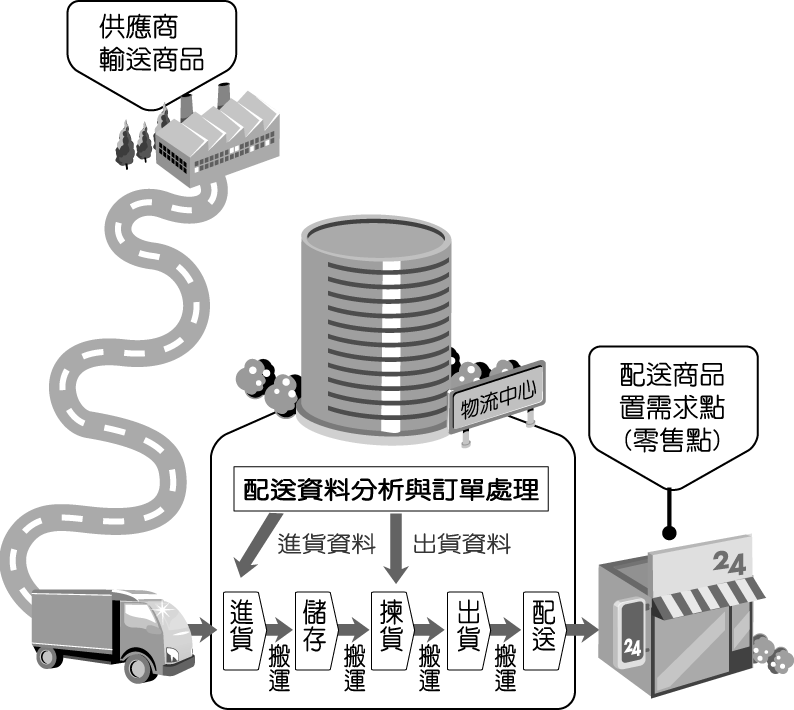 供應商
輸送商品
物流中心
配送商品
置需求點
(零售點)
配送資料分析與訂單處理
進貨資料
出貨資料
24
24
進貨
搬運
儲存
搬運
揀貨
搬運
出貨
搬運
配送